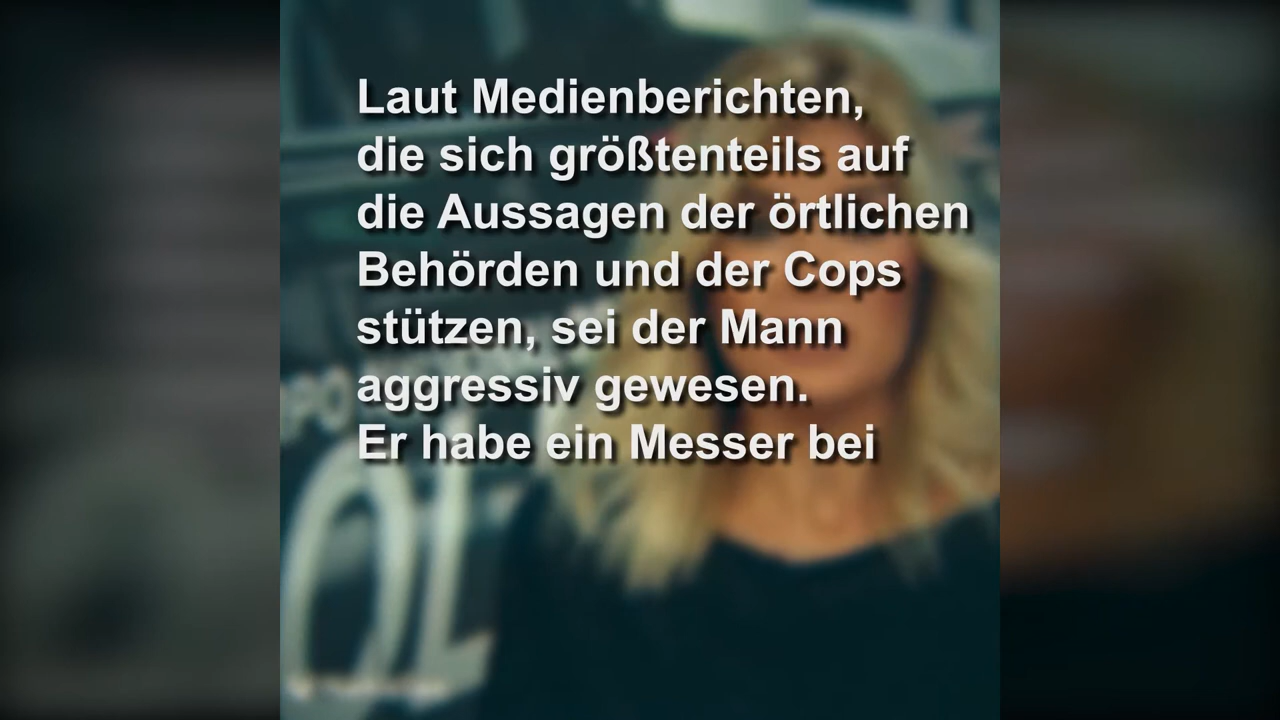 Laut Medienberichten,
die sich größtenteils auf
die Aussagen der örtlichen
Behörden und der Cops
stützen, sei der Mann
aggressiv gewesen.
Er habe ein Messer bei